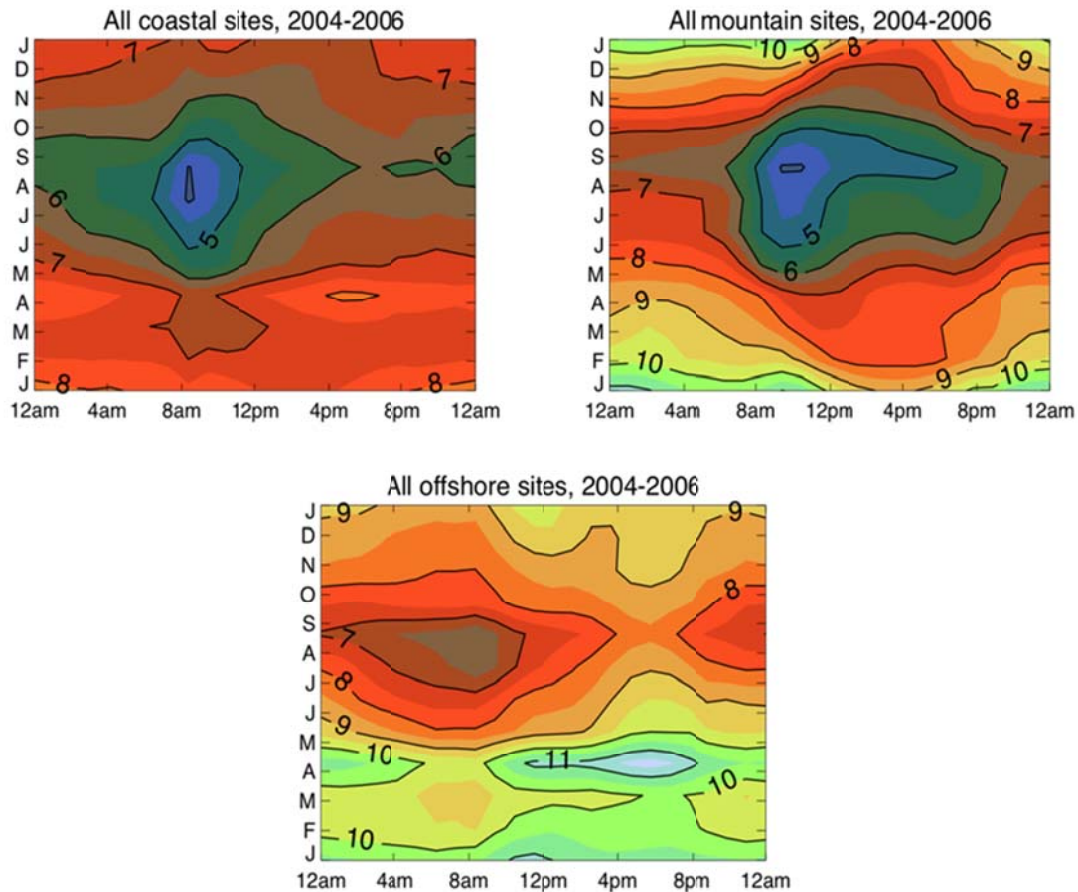 All coastal sites, 2004-2006
J
D
N
O
S
A
J
J
M
A
M
F
J
7
7
6
6
5
7
8
8
12am 4am 8am 12pm 4pm 8pm 12am
All mountain sites, 2004-2006
J
D
N
O
S
A
J
J
M
A
M
F
J
10
9
8
9
8
7
7
5
6
8
9
10
9
10
12am 4am 8am 12pm 4pm 8pm 12am
All offshore sites, 2004-2006
J
D
N
O
S
A
J
J
M
A
M
F
J
9
9
8
7
8
9
10
11
10
10
12am 4am 8am 12pm 4pm 8pm 12am